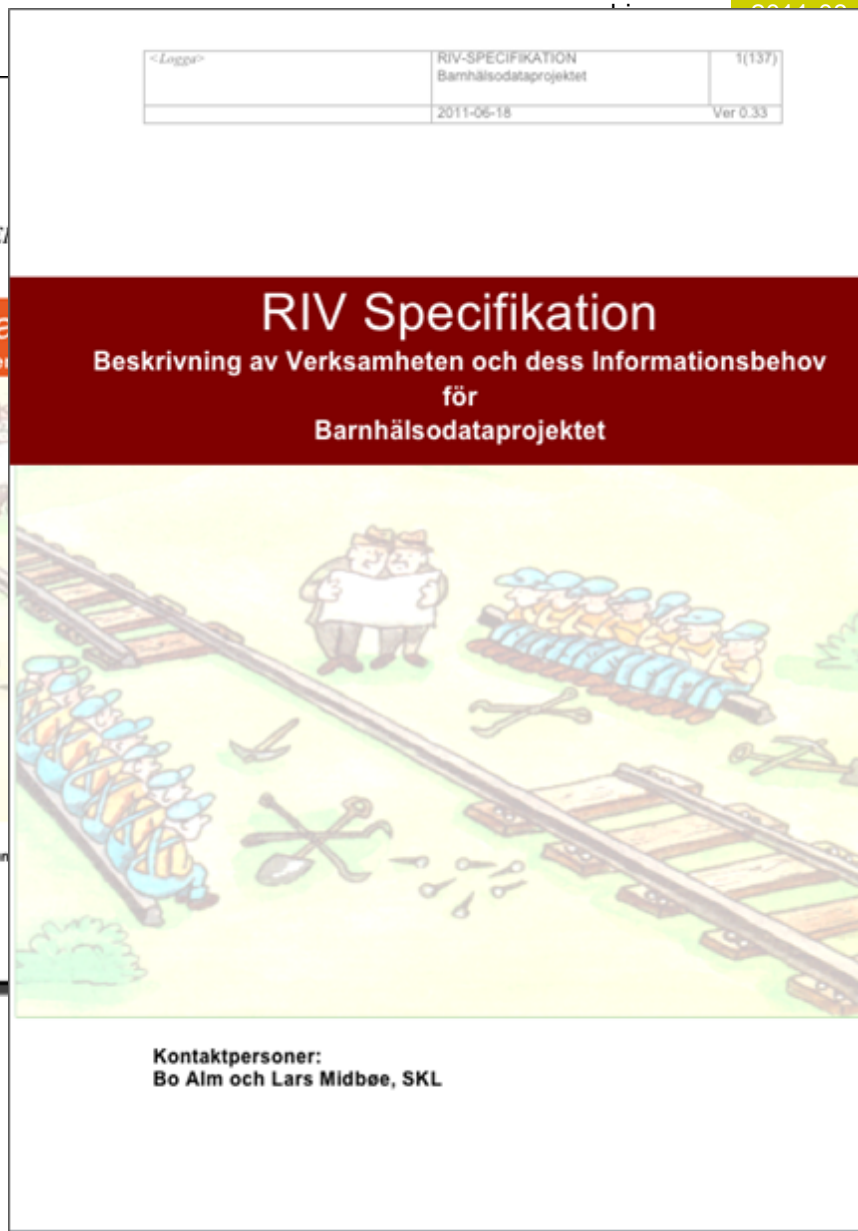 <Logga>
RIV-SPECIFIKATION
Barnhälsodataprojektet
1(137)
2011-06-18
Ver 0.33
RIV Specifikation
Beskrivning av Verksamheten och dess Informationsbehov
för
Barnhälsodataprojektet
Kontaktpersoner:
Bo Alm och Lars Midbøe, SKL